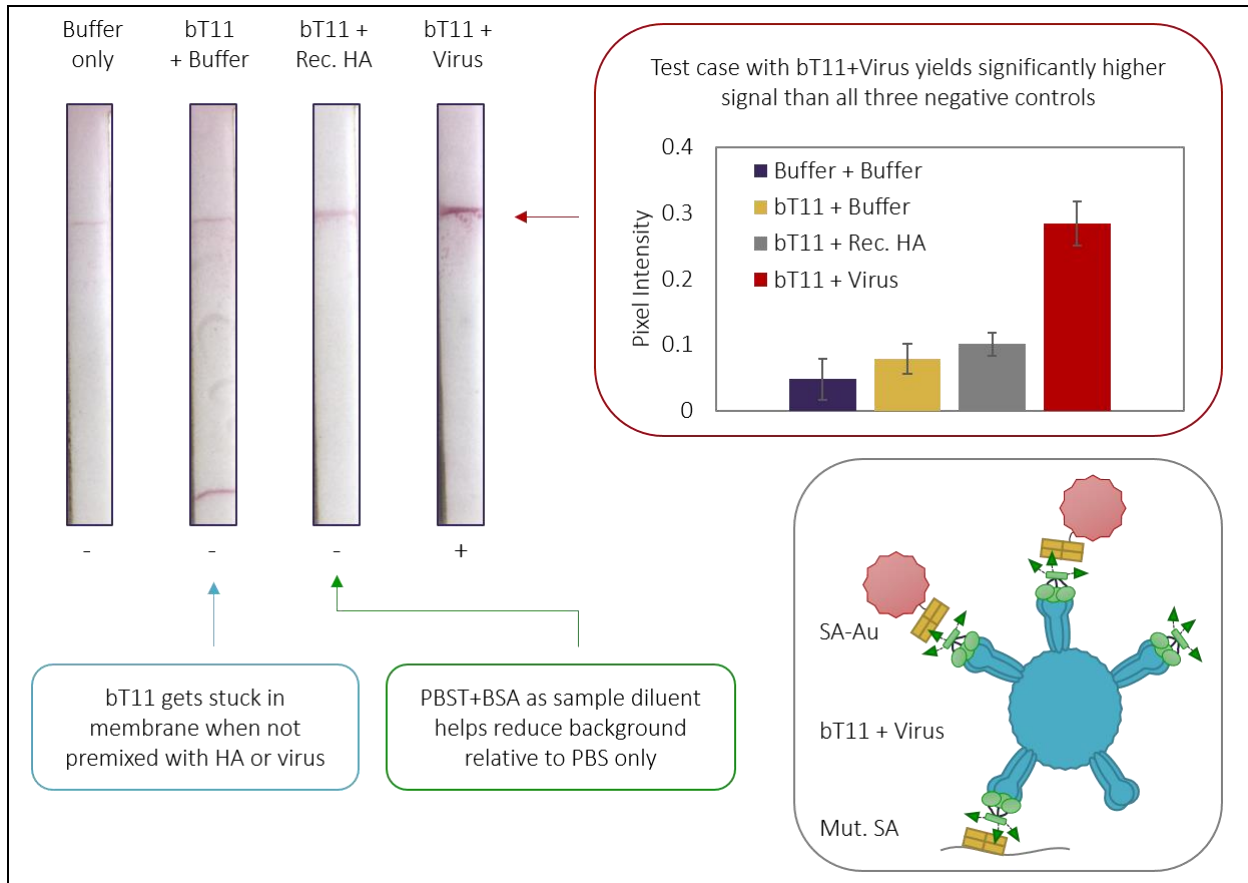 Buffer
only
bT11
+ Buffer
bT11 +
Rec. HA
bT11 +
Virus
-
-
-
+
bT11 gets stuck in
membrane when not
premixed with HA or virus
PBST+BSA as sample diluent
helps reduce background
relative to PBS only
Test case with bT11+Virus yields significantly higher
signal than all three negative controls
Pixel Intensity
0.4
0.3
0.2
0.1
0
Buffer + Buffer
bT11 + Buffer
bT11 + Rec. HA
bT11 + Virus
SA-Au
bT11 + Virus
Mut. SA